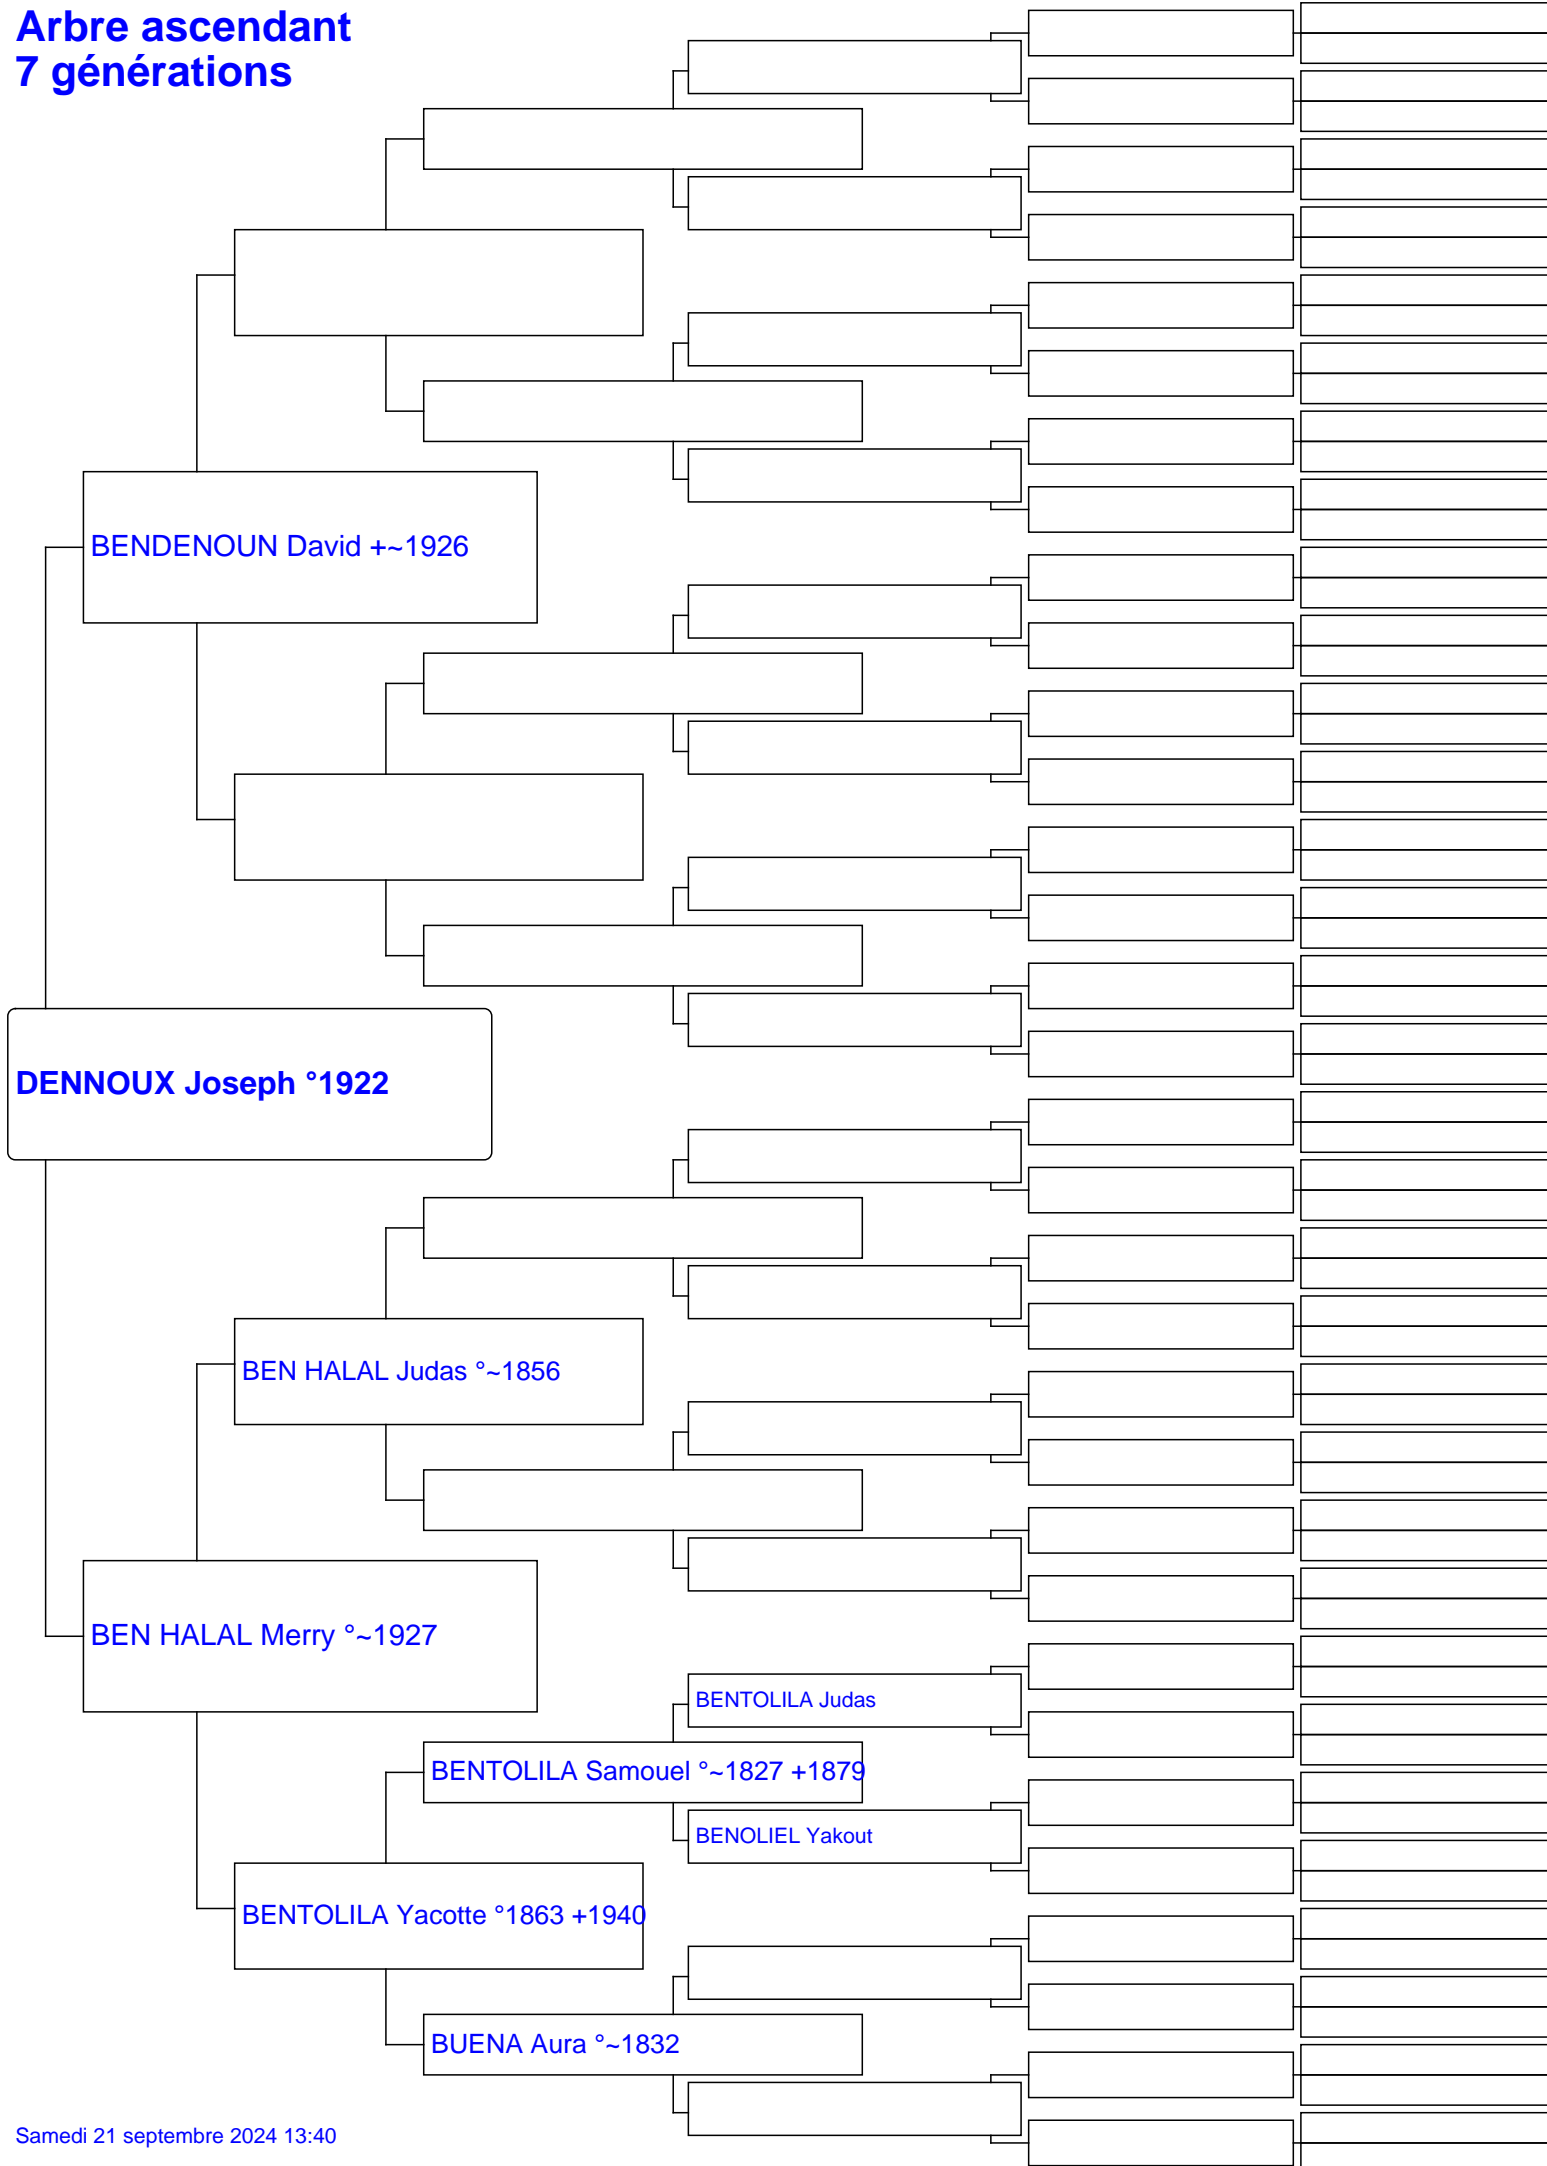 Arbre ascendant
7 générations
BENDENOUN David +~1926
DENNOUX Joseph °1922
BEN HALAL Judas °~1856
BEN HALAL Merry °~1927
BENTOLILA Judas
BENTOLILA Samouel °~1827 +1879
BENOLIEL Yakout
BENTOLILA Yacotte °1863 +1940
BUENA Aura °~1832
Samedi 21 septembre 2024 13:40